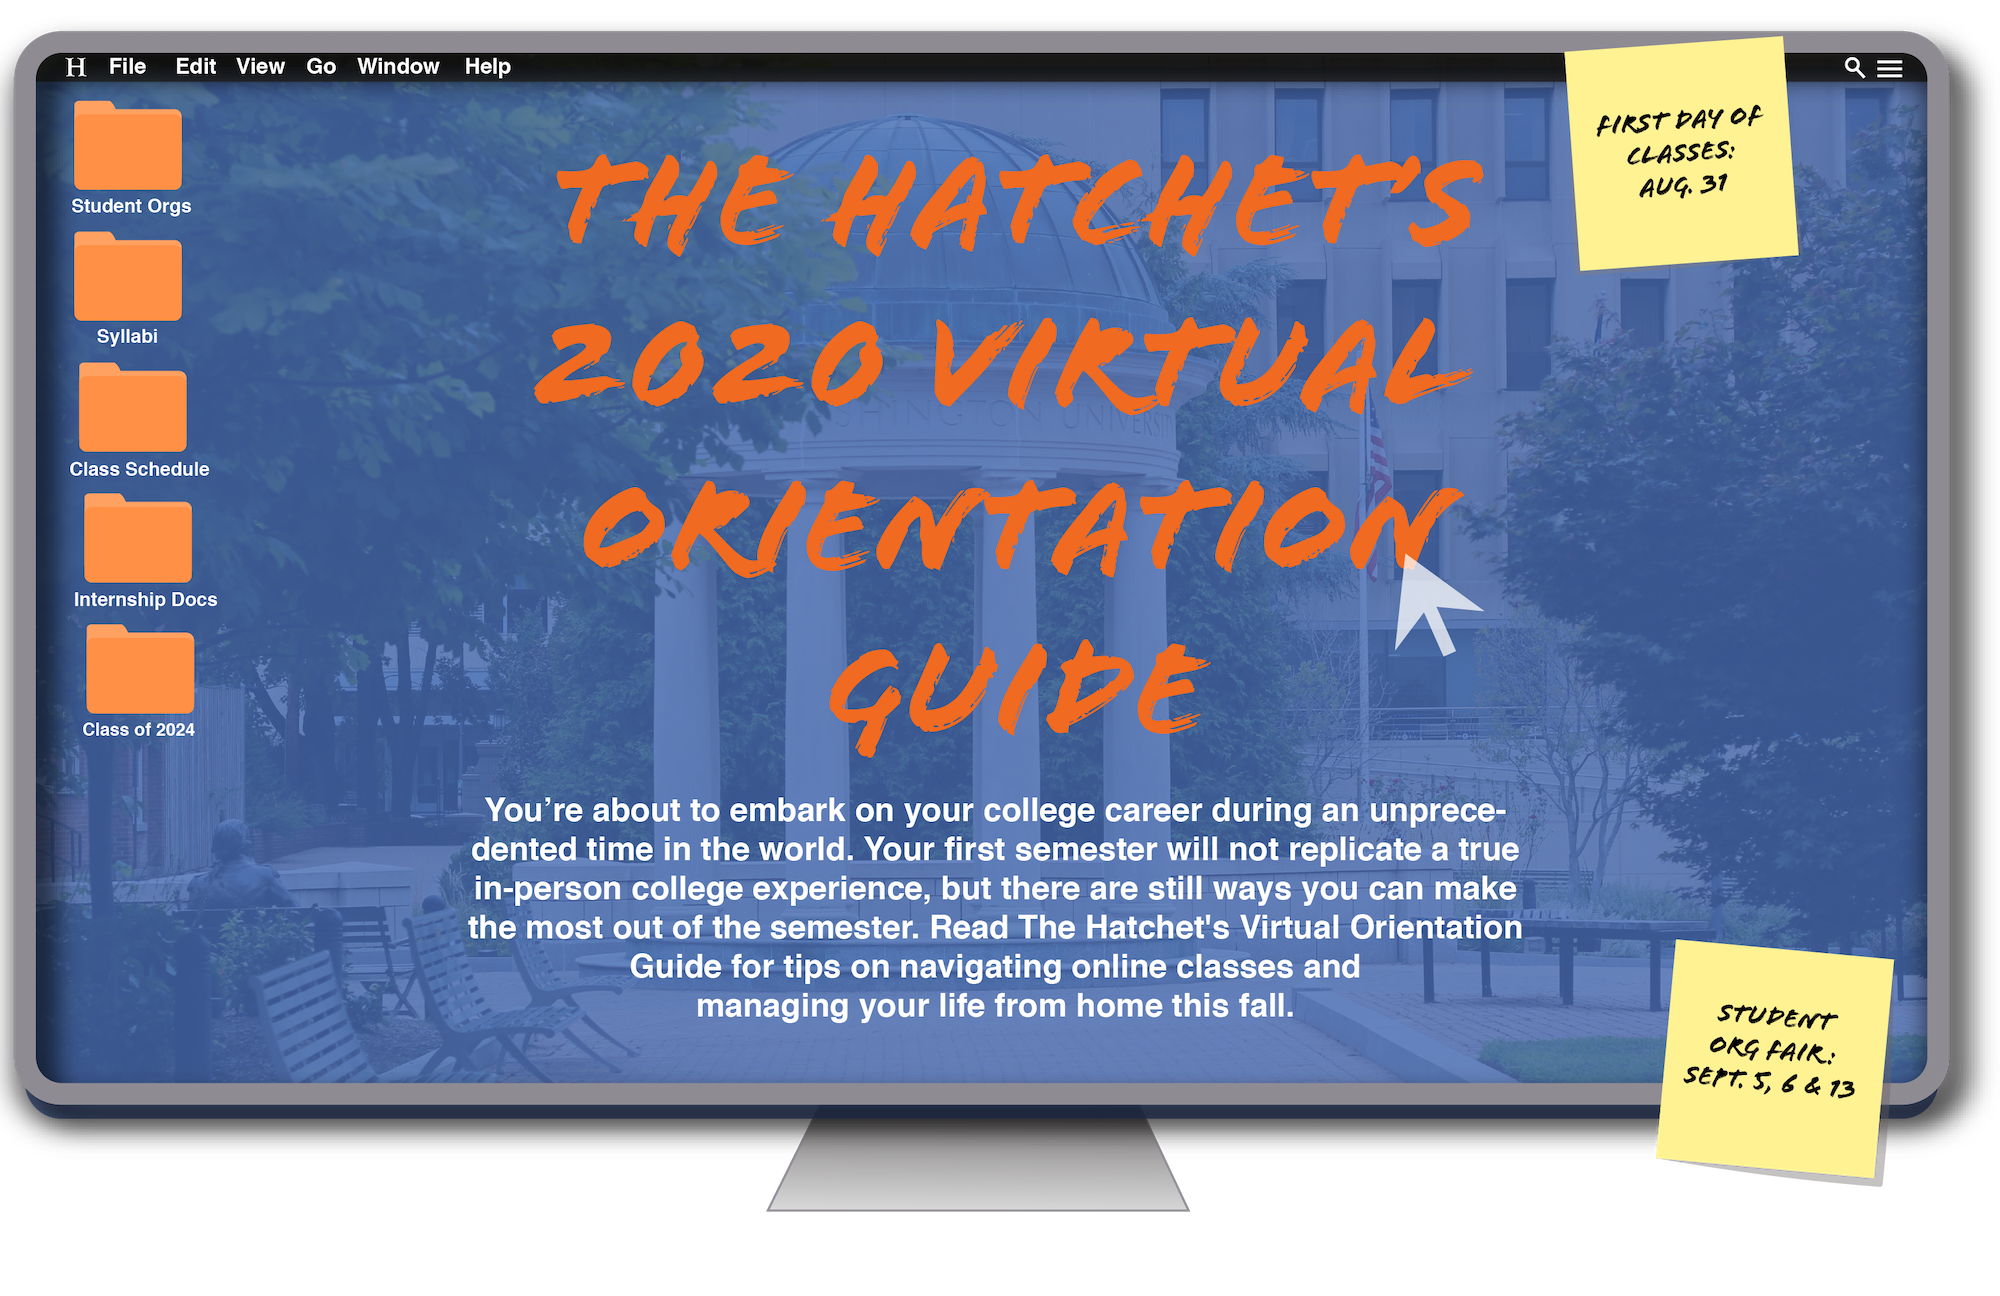 H File Edit View Go Window Help
Student Orgs
Syllabi
Class Schedule
Internship Docs
Class of 2024
THE HATCHET'S
2020 VIRTUAL
ORIENTATION
GUIDE
You're about to embark on your college career during an unprece-
dented time in the world. Your first semester will not replicate a true
in-person college experience, but there are still ways you can make
the most out of the semester. Read The Hatchet's Virtual Orientation
Guide for tips on navigating online classes and
managing your life from home this fall.
FIRST DAY OF
CLASSES:
AUG. 31
STUDENT
ORG FAIR:
SEPT. 5, 6 & 13
UNIVERSITY